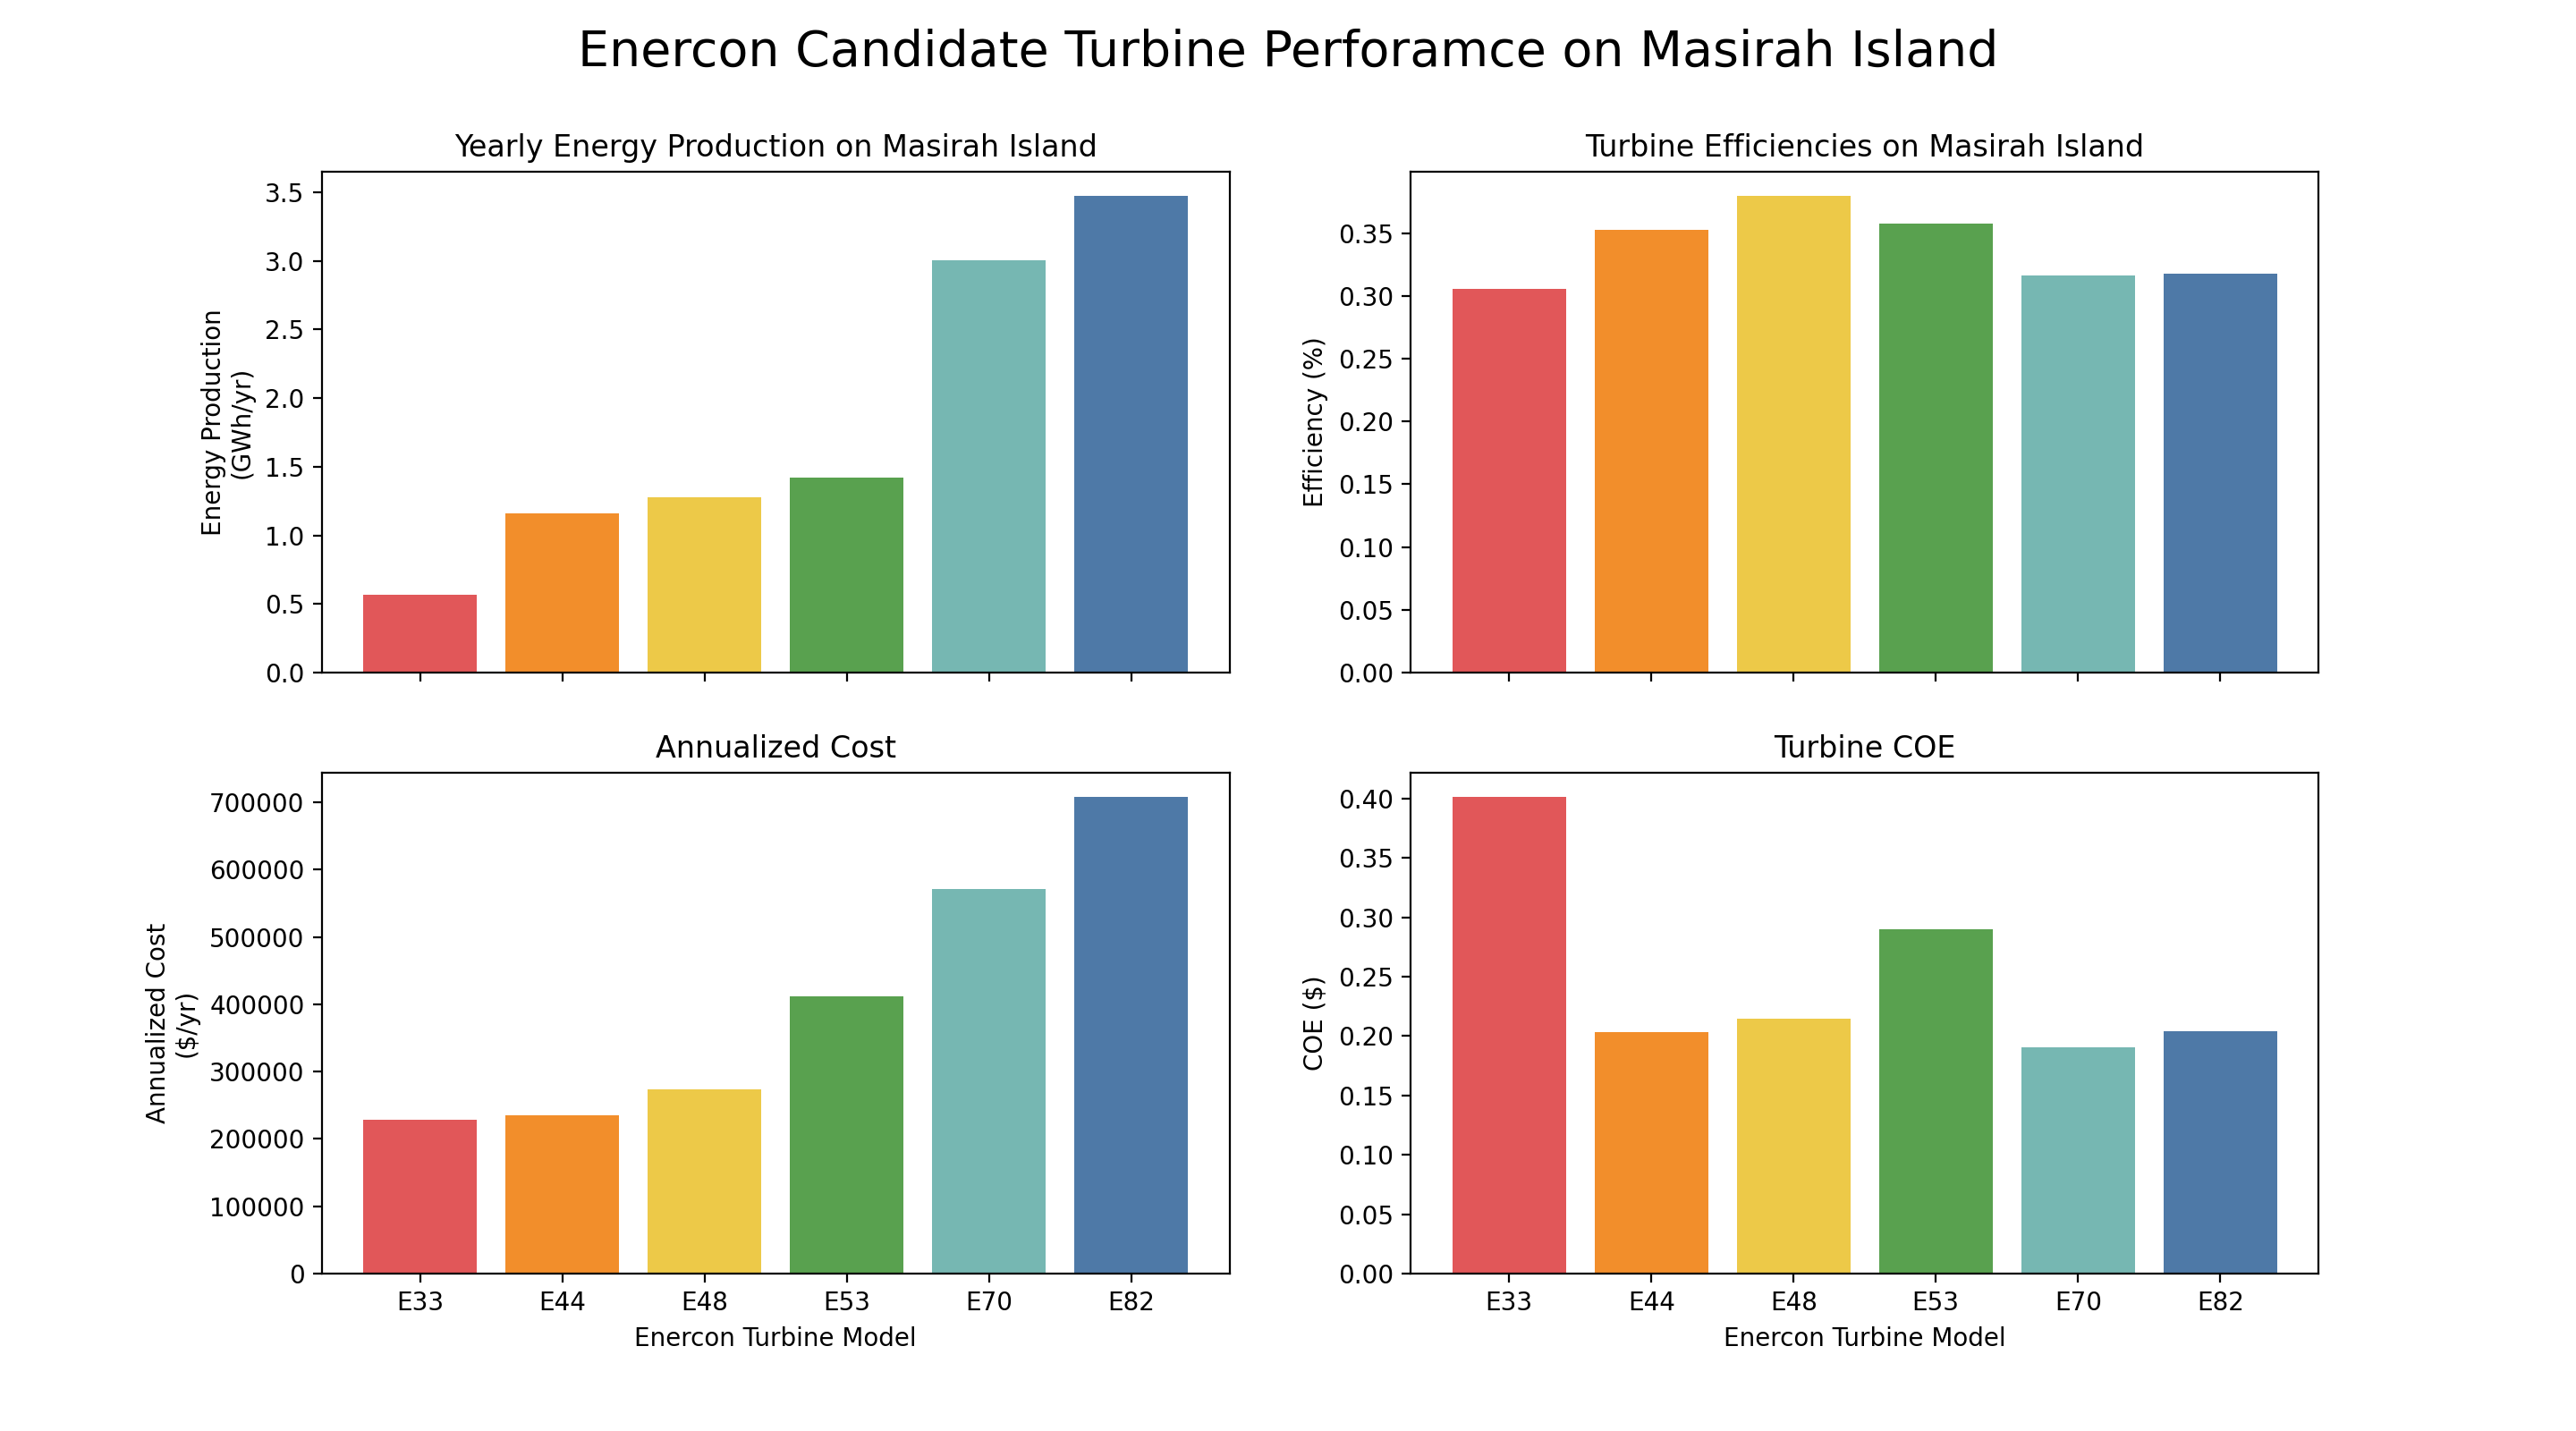 Enercon Candidate Turbine Perforamce on Masirah Island
Yearly Energy Production on Masirah Island
Energy Production
(GWh/yr)
3.5
3.0
2.5
2.0
1.5
1.0
0.5
0.0
Turbine Efficiencies on Masirah Island
Efficiency (%)
0.35
0.30
0.25
0.20
0.15
0.10
0.05
0.00
Annualized Cost
Annualized Cost
($/yr)
700000
600000
500000
400000
300000
200000
100000
0
E33 E44 E48 E53 E70 E82
Enercon Turbine Model
Turbine COE
COE ($)
0.40
0.35
0.30
0.25
0.20
0.15
0.10
0.05
0.00
E33 E44 E48 E53 E70 E82
Enercon Turbine Model